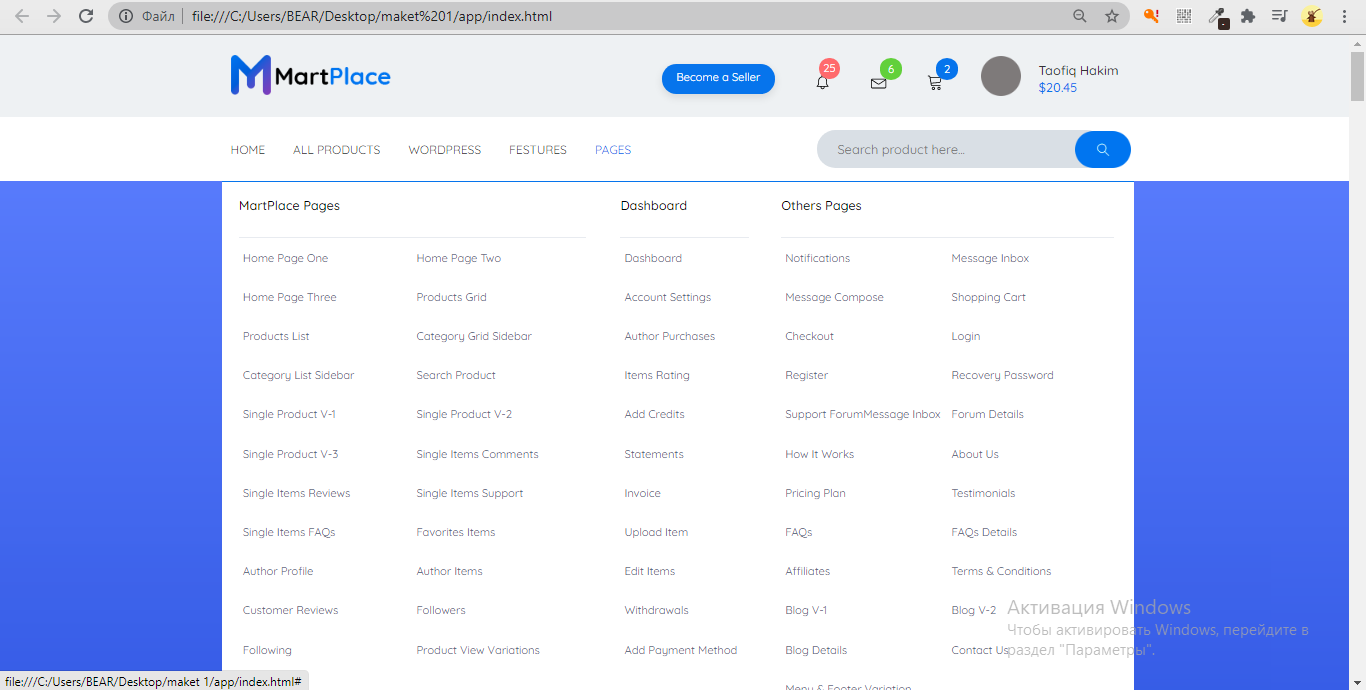 Файл file:///C:/Users/BEAR/Desktop/maket%201/app/index.html
MartPlace
Become a Seller
25
6
2
Taofiq Hakim
$20.45
HOME ALL PRODUCTS WORDPRESS FESTURES PAGES
Search product here...
MartPlace Pages Dashboard Others Pages
Home Page One Home Page Two Dashboard Notifications Message Inbox
Home Page Three Products Grid Account Settings Message Compose Shopping Cart
Products List Category Grid Sidebar Author Purchases Checkout Login
Category List Sidebar Search Product Items Rating Register Recovery Password
Single Product V-1 Single Product V-2 Add Credits Support ForumMessage Inbox Forum Details
Single Product V-3 Single Items Comments Statements How It Works About Us
Single Items Reviews Single Items Support Invoice Pricing Plan Testimonials
Single Items FAQs Favorites Items Upload Item FAQs FAQs Details
Author Profile Author Items Edit Items Affiliates Terms & Conditions
Customer Reviews Followers Withdrawals Blog V-1 Blog V-2
Following Product View Variations Add Payment Method Blog Details Contact Us
Menu & Footer Variation
Активация Windows
Чтобы активировать Windows, перейдите в
раздел "Параметры".
file:///C:/Users/BEAR/Desktop/maket 1/app/index.html#